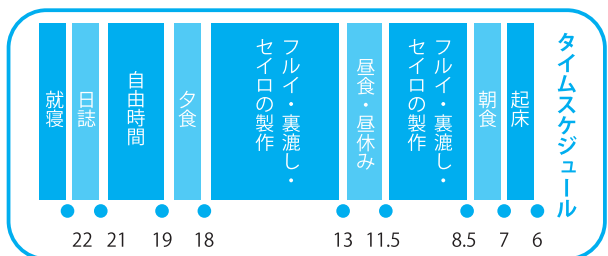 タイムスケジュール
起床
朝食
フルイ・裏漉し・
セイロの製作
昼食・昼休み
フルイ・裏漉し・
セイロの製作
夕食
自由時間
日誌
就寝
22 21 19 18 13 11.5 8.5 7 6